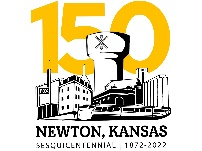 150
NEWTON, KANSAS
SESQUICENTENNIAL | 1872-2022